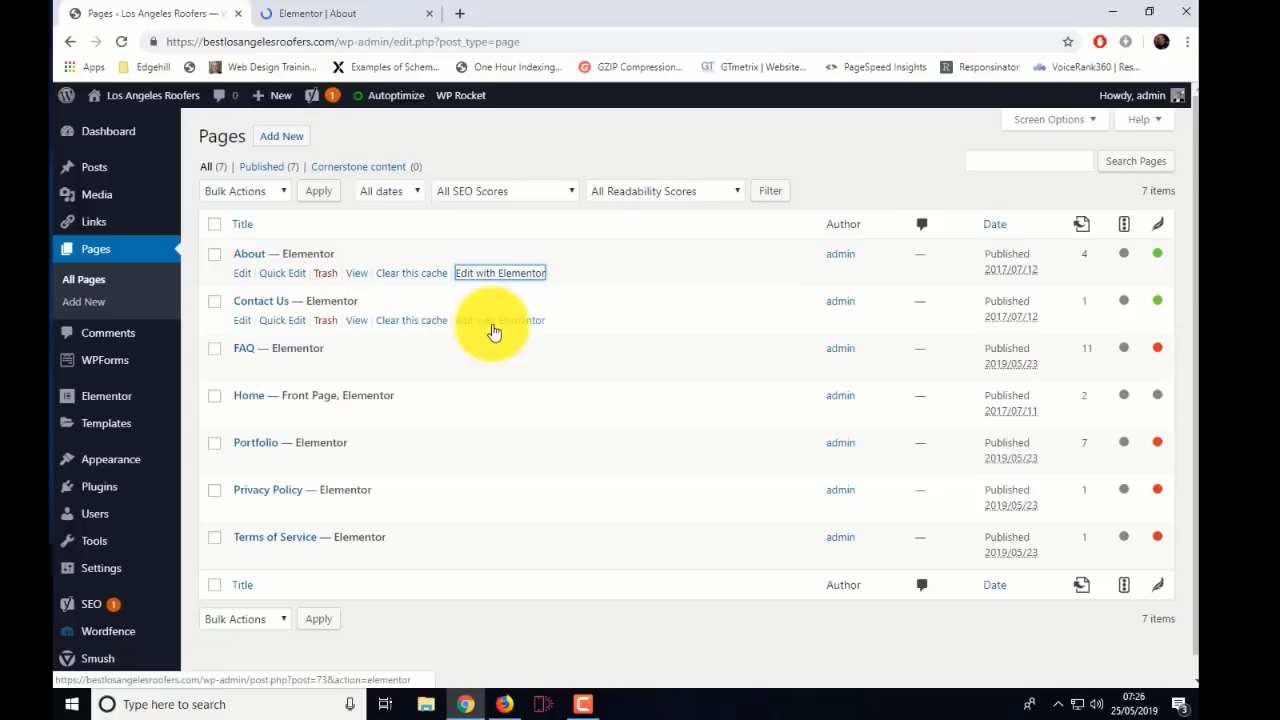 Pages ‹ Los Angeles Roofers — V
Elementor | About
https://bestlosangelesroofers.com/wp-admin/edit.php?post_type=page
Apps
Edgehill
Web Design Trainin...
Examples of Schem...
One Hour Indexing...
GZIP Compression...
GTmetrix | Website...
PageSpeed Insights
Responsinator
VoiceRank360 | Res...
Los Angeles Roofers
0
New
1
Autoptimize
WP Rocket
Howdy, admin
Dashboard
Posts
Media
Links
Pages
All Pages
Add New
Comments
WPForms
Elementor
Templates
Appearance
Plugins
Users
Tools
Settings
SEO 1
Wordfence
Smush
Pages Add New
Screen Options
Help
All (7) | Published (7) | Cornerstone content (0)
Search Pages
Bulk Actions
Apply
All dates
All SEO Scores
All Readability Scores
Filter
7 items
Title Author Date
About — Elementor admin — Published 4
2017/07/12
Edit | Quick Edit | Trash | View | Clear this cache | Edit with Elementor
Contact Us — Elementor admin — Published 1
2017/07/12
Edit | Quick Edit | Trash | View | Clear this cache | Edit with Elementor
FAQ — Elementor admin — Published 11
2019/05/23
Home — Front Page, Elementor admin — Published 2
2017/07/11
Portfolio — Elementor admin — Published 7
2019/05/23
Privacy Policy — Elementor admin — Published 1
2019/05/23
Terms of Service — Elementor admin — Published 1
2019/05/23
Title Author Date
Bulk Actions
Apply
7 items
https://bestlosangelesroofers.com/wp-admin/post.php?post=73&action=elementor
Type here to search
07:26
25/05/2019
3